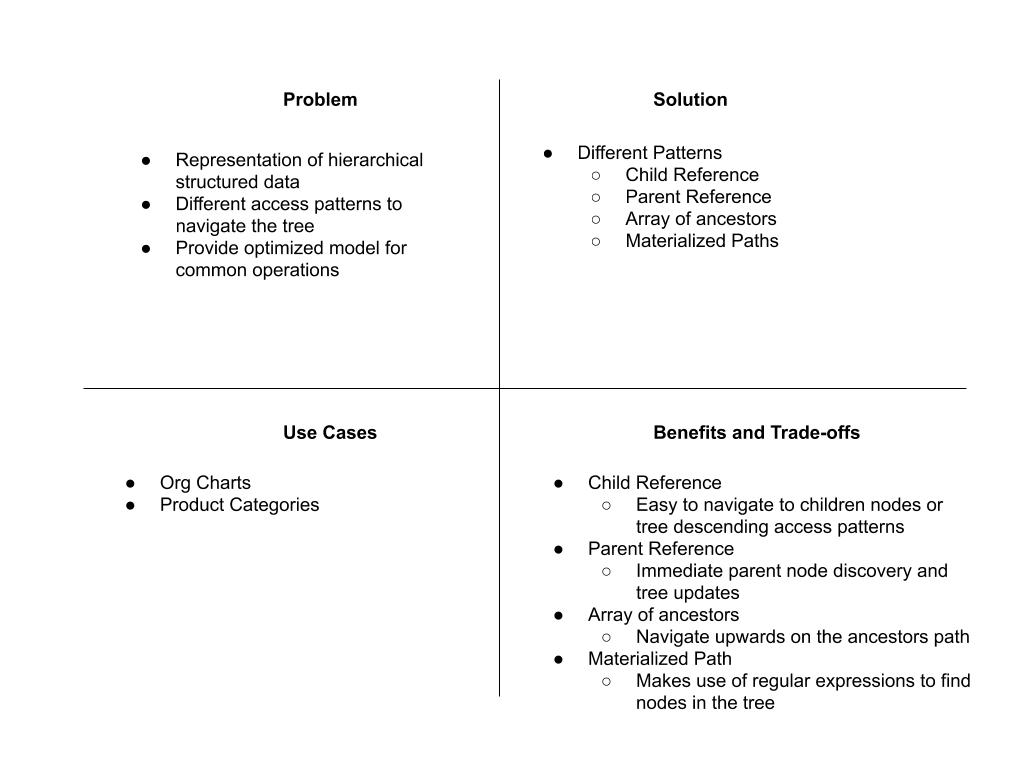 Problem
● Representation of hierarchical
structured data
● Different access patterns to
navigate the tree
● Provide optimized model for
common operations
Solution
● Different Patterns
○ Child Reference
○ Parent Reference
○ Array of ancestors
○ Materialized Paths
Use Cases
● Org Charts
● Product Categories
Benefits and Trade-offs
● Child Reference
○ Easy to navigate to children nodes or
tree descending access patterns
● Parent Reference
○ Immediate parent node discovery and
tree updates
● Array of ancestors
○ Navigate upwards on the ancestors path
● Materialized Path
○ Makes use of regular expressions to find
nodes in the tree